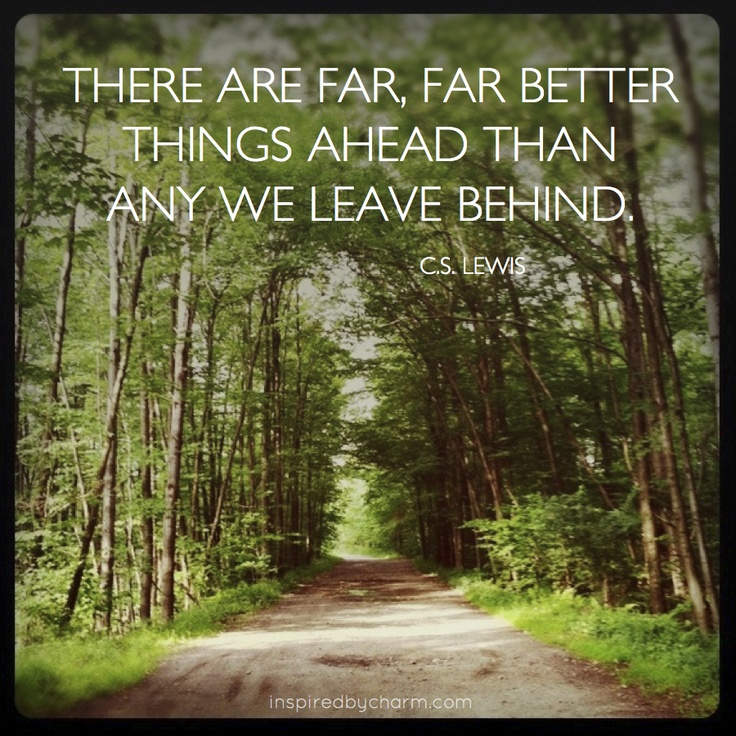 THERE ARE FAR, FAR BETTER
THINGS AHEAD THAN
ANY WE LEAVE BEHIND.
C.S. LEWIS
inspiredbycharm.com